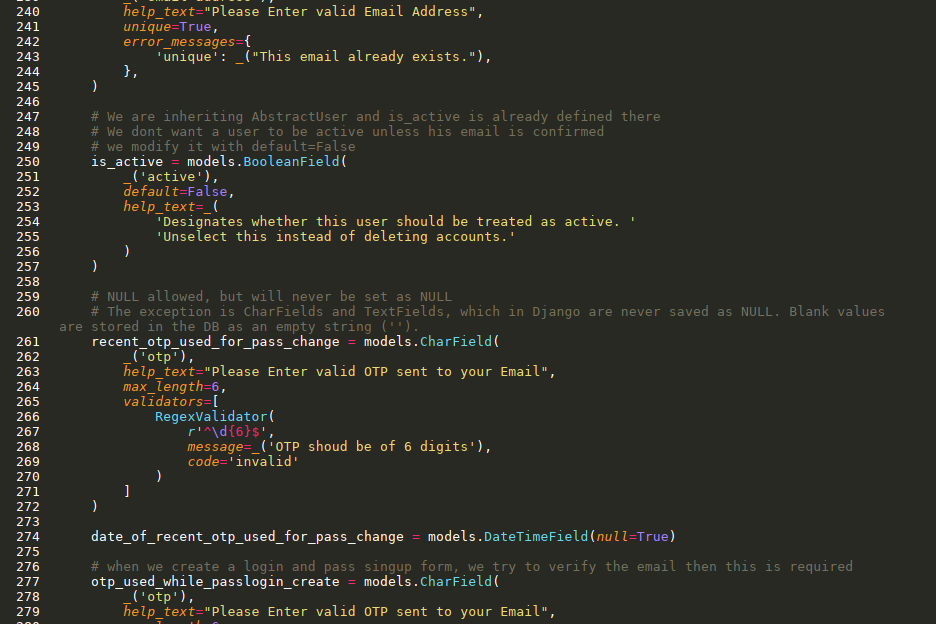 240 help_text="Please Enter valid Email Address",
241 unique=True,
242 error_messages={
243 'unique': _("This email already exists."),
244 },
245 )
246
247 # We are inheriting AbstractUser and is_active is already defined there
248 # We dont want a user to be active unless his email is confirmed
249 # we modify it with default=False
250 is_active = models.BooleanField(
251 _('active'),
252 default=False,
253 help_text=_(
254 'Designates whether this user should be treated as active. '
255 'Unselect this instead of deleting accounts.'
256 )
257 )
258
259 # NULL allowed, but will never be set as NULL
260 # The exception is CharFields and TextFields, which in Django are never saved as NULL. Blank values
are stored in the DB as an empty string ('').
261 recent_otp_used_for_pass_change = models.CharField(
262 _('otp'),
263 help_text="Please Enter valid OTP sent to your Email",
264 max_length=6,
265 validators=[
266 RegexValidator(
267 r'^\d{6}$',
268 message=_('OTP shoud be of 6 digits'),
269 code='invalid'
270 )
271 ]
272 )
273
274 date_of_recent_otp_used_for_pass_change = models.DateTimeField(null=True)
275
276 # when we create a login and pass singup form, we try to verify the email then this is required
277 otp_used_while_passlogin_create = models.CharField(
278 _('otp'),
279 help_text="Please Enter valid OTP sent to your Email",